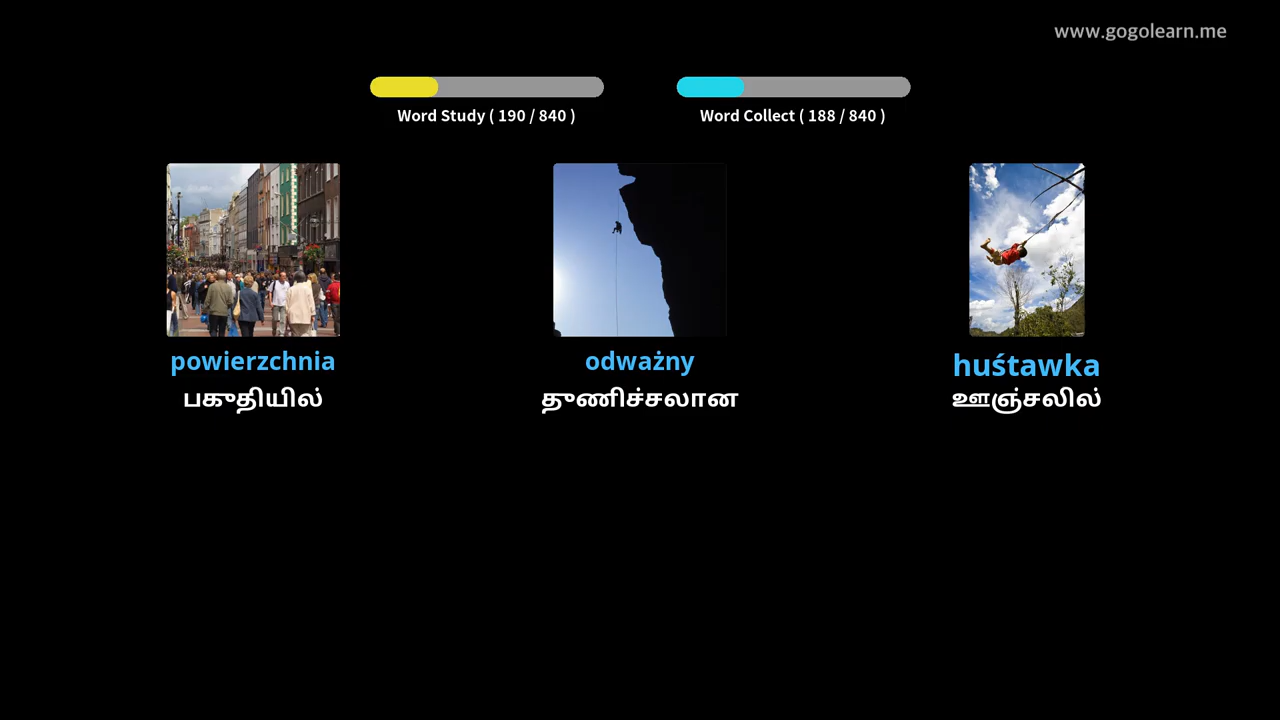 www.gogolearn.me
Word Study ( 190 / 840 )
Word Collect ( 188 / 840 )
powierzchnia
பகுதியில்
odważny
துணிச்சலான
huśtawka
ஊஞ்சலில்